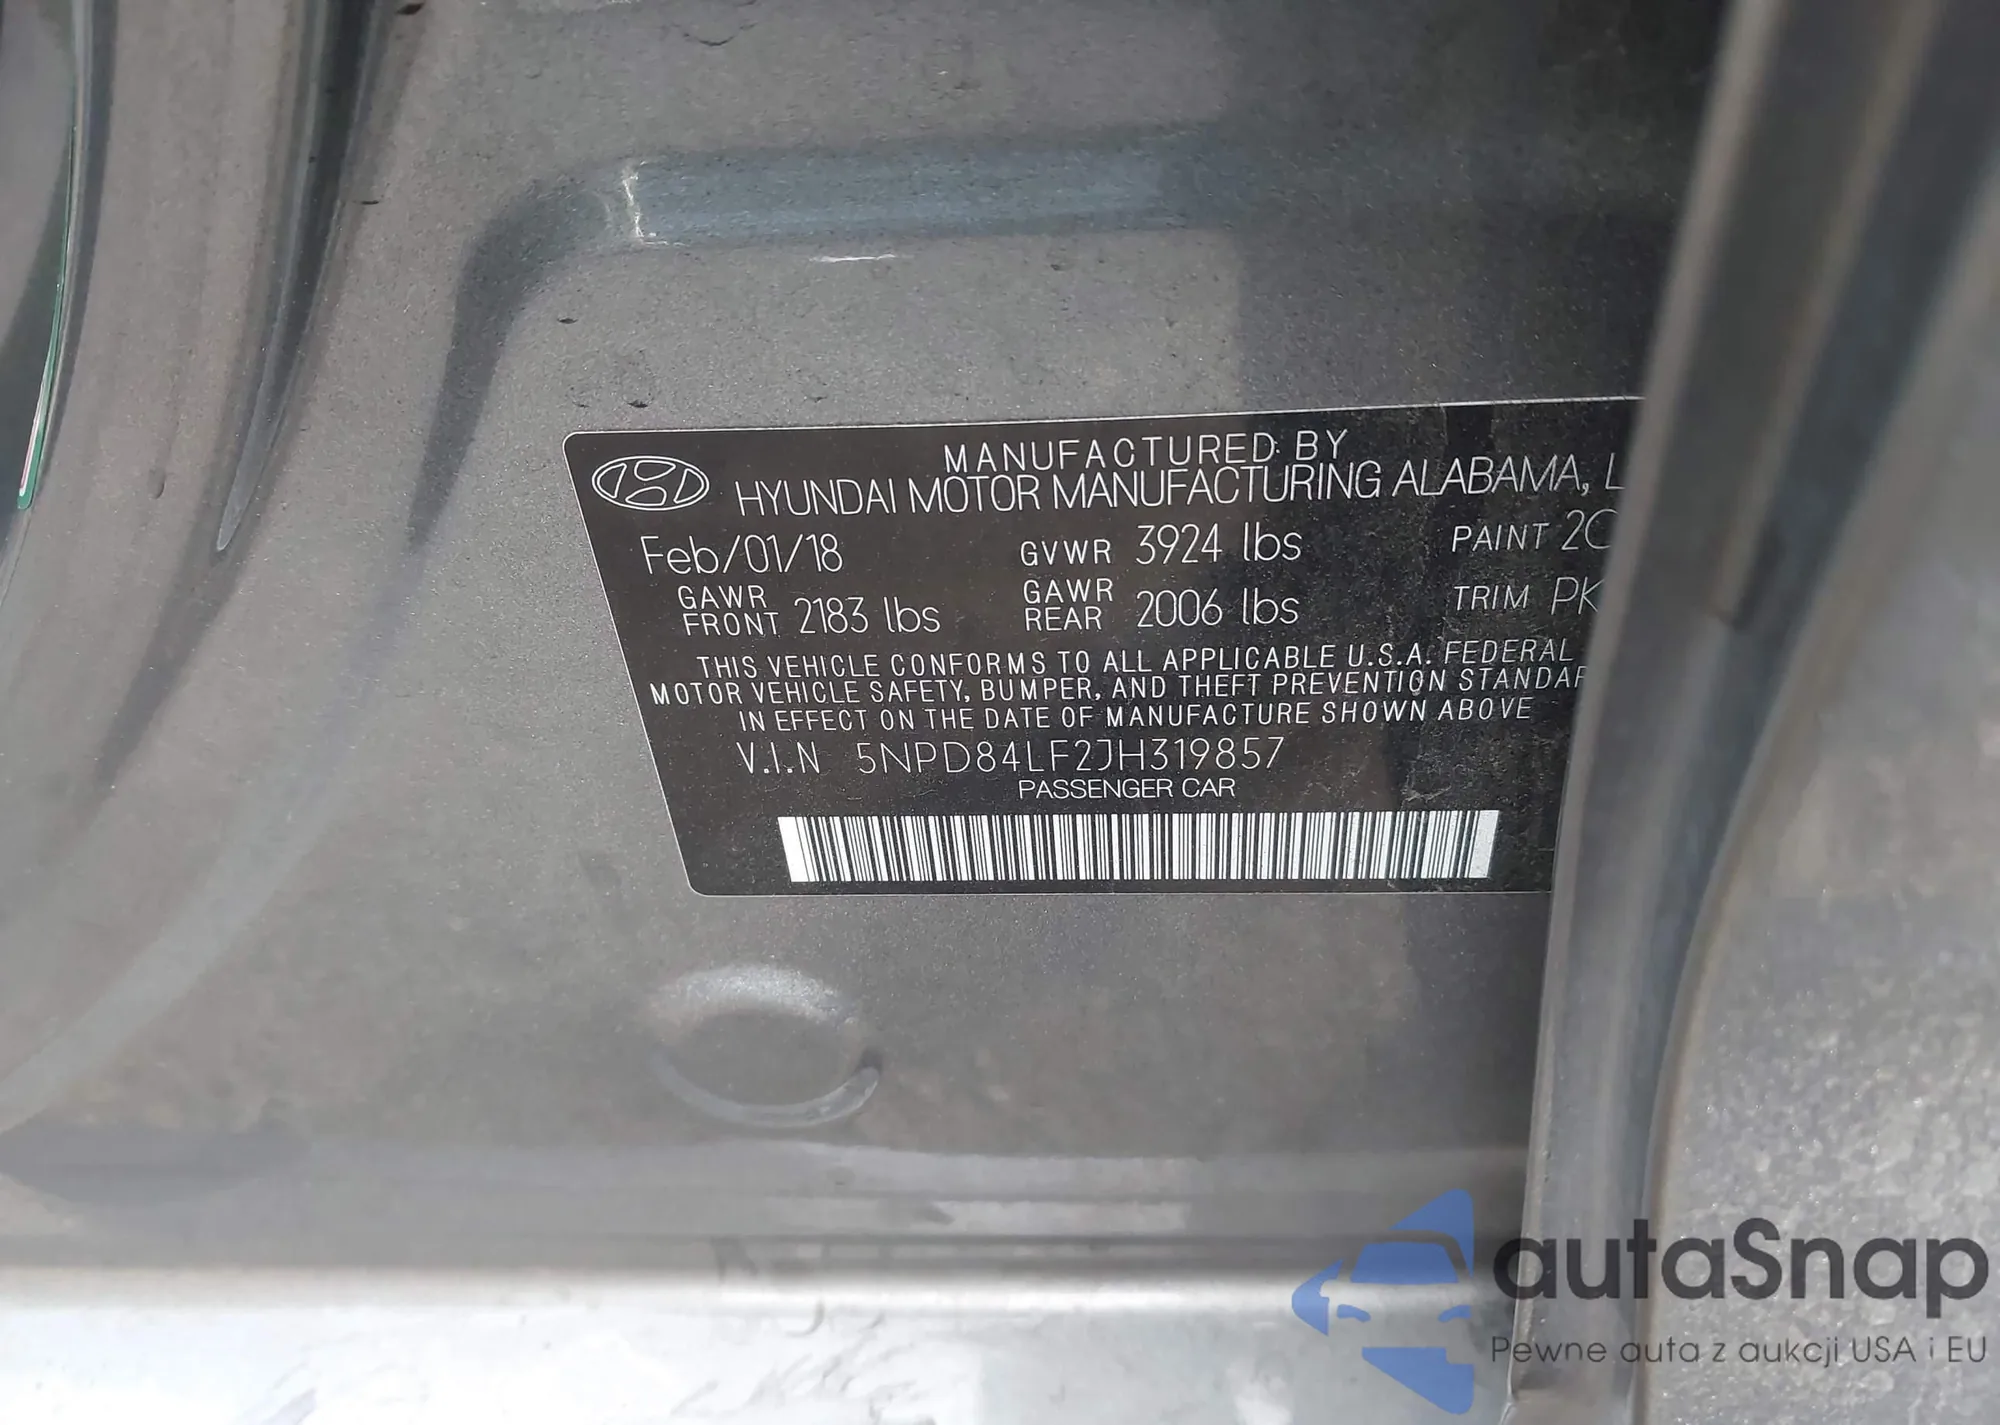 MANUFACTURED BY
HYUNDAI MOTOR MANUFACTURING ALABAMA, L
Feb/01/18 GVWR 3924 lbs PAINT
GAWR FRONT 2183 lbs GAWR REAR 2006 lbs TRIM PK
THIS VEHICLE CONFORMS TO ALL APPLICABLE U.S.A. FEDERAL
MOTOR VEHICLE SAFETY, BUMPER, AND THEFT PREVENTION STANDAR
IN EFFECT ON THE DATE OF MANUFACTURE SHOWN ABOVE
V.I.N 5NPD84LF2JH319857
PASSENGER CAR
autaSnap
Pewne auta z aukcji USA i EU